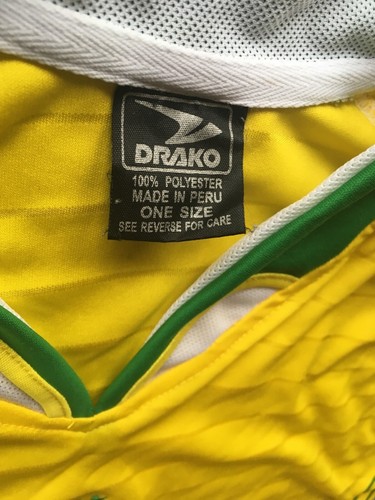 DRAKO
100% POLYESTER
MADE IN PERU
ONE SIZE
SEE REVERSE FOR CARE